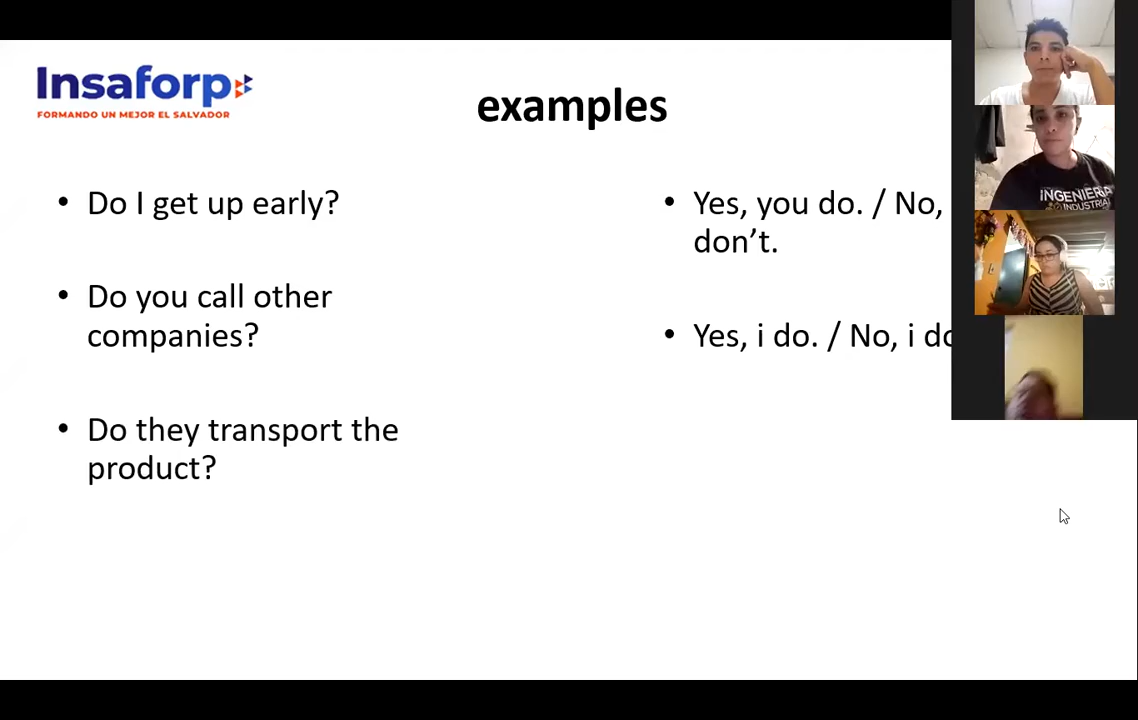 Insaforp
FORMANDO UN MEJOR EL SALVADOR
examples
• Do I get up early?
• Do you call other
companies?
• Do they transport the
product?
• Yes, you do. / No,
don’t.
• Yes, i do. / No, i do
INGENIERIA
INDUSTRIAL